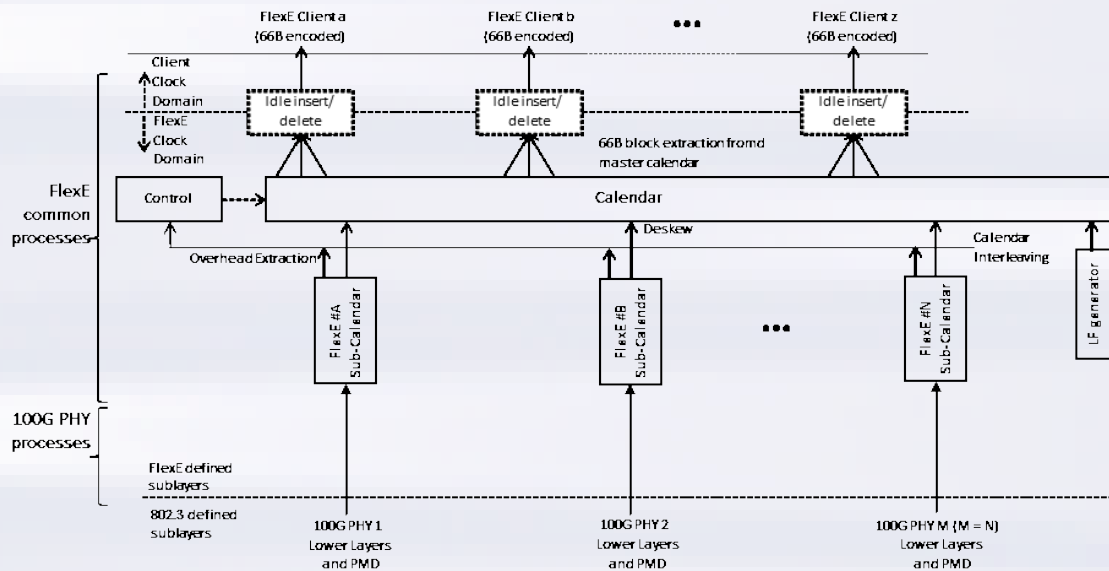 FlexE Client a
(66B encoded)
FlexE Client b
(66B encoded)
•••
FlexE Client z
(66B encoded)
Client
Clock
Domain
FlexE
Clock
Domain
Idle insert/
delete
Idle insert/
delete
Idle insert/
delete
66B block extraction fromd
master calendar
FlexE
common
processes
Control
Calendar
Deskew
Overhead Extraction
Calendar
Interleaving
FlexE #A
Sub-Calendar
FlexE #B
Sub-Calendar
•••
FlexE #N
Sub-Calendar
LF generator
100G PHY
processes
FlexE defined
sublayers
802.3 defined
sublayers
100G PHY 1
Lower Layers
and PMD
100G PHY 2
Lower Layers
and PMD
100G PHY M (M = N)
Lower Layers
and PMD